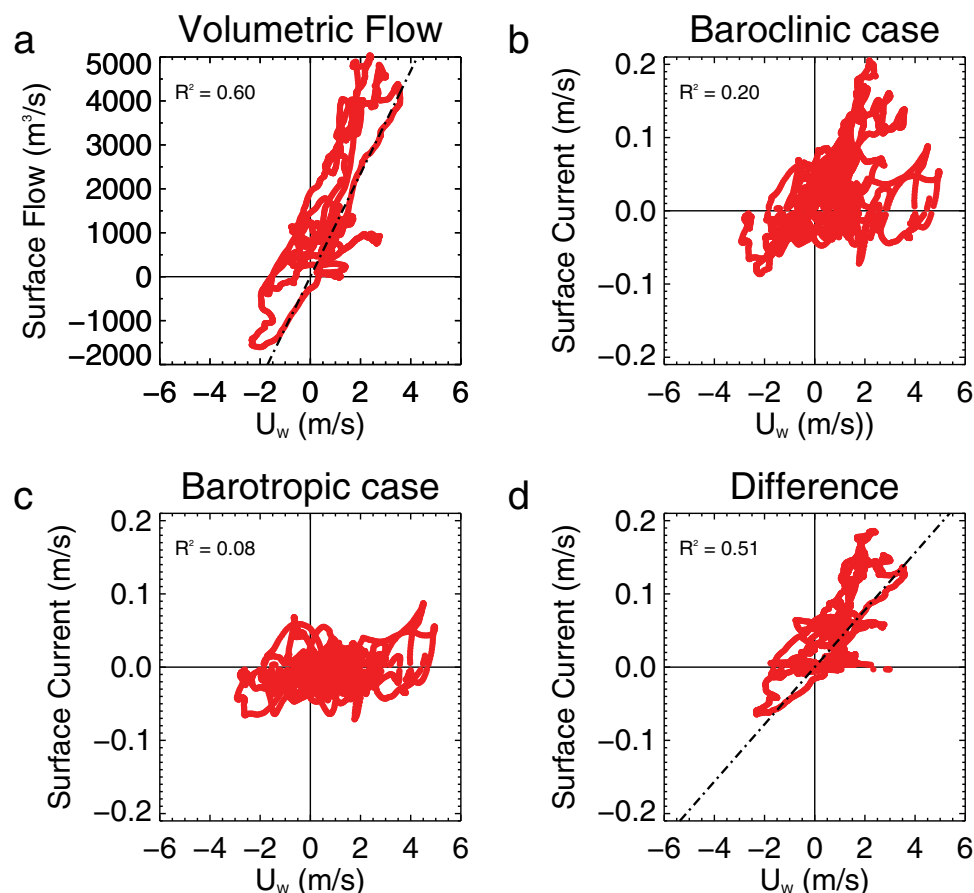 a
Volumetric Flow
R² = 0.60
Surface Flow (m³/s)
5000
4000
3000
2000
1000
0
−1000
−2000
−6 −4 −2 0 2 4 6
U_w (m/s)
b
Baroclinic case
R² = 0.20
Surface Current (m/s)
0.2
0.1
0.0
−0.1
−0.2
−6 −4 −2 0 2 4 6
U_w (m/s))
c
Barotropic case
R² = 0.08
Surface Current (m/s)
0.2
0.1
0.0
−0.1
−0.2
−6 −4 −2 0 2 4 6
U_w (m/s)
d
Difference
R² = 0.51
Surface Current (m/s)
0.2
0.1
0.0
−0.1
−0.2
−6 −4 −2 0 2 4 6
U_w (m/s)